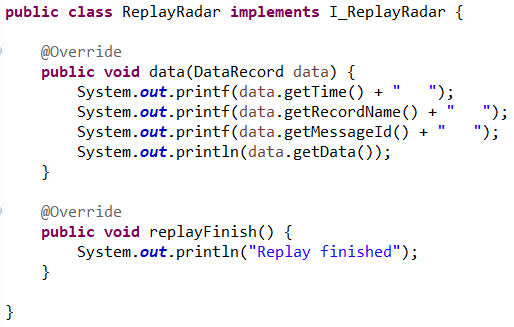 public class ReplayRadar implements I_ReplayRadar {
@Override
public void data(DataRecord data) {
System.out.printf(data.getTime() + "   ");
System.out.printf(data.getRecordName() + "   ");
System.out.printf(data.getMessageId() + "   ");
System.out.println(data.getData());
}
@Override
public void replayFinish() {
System.out.println("Replay finished");
}
}